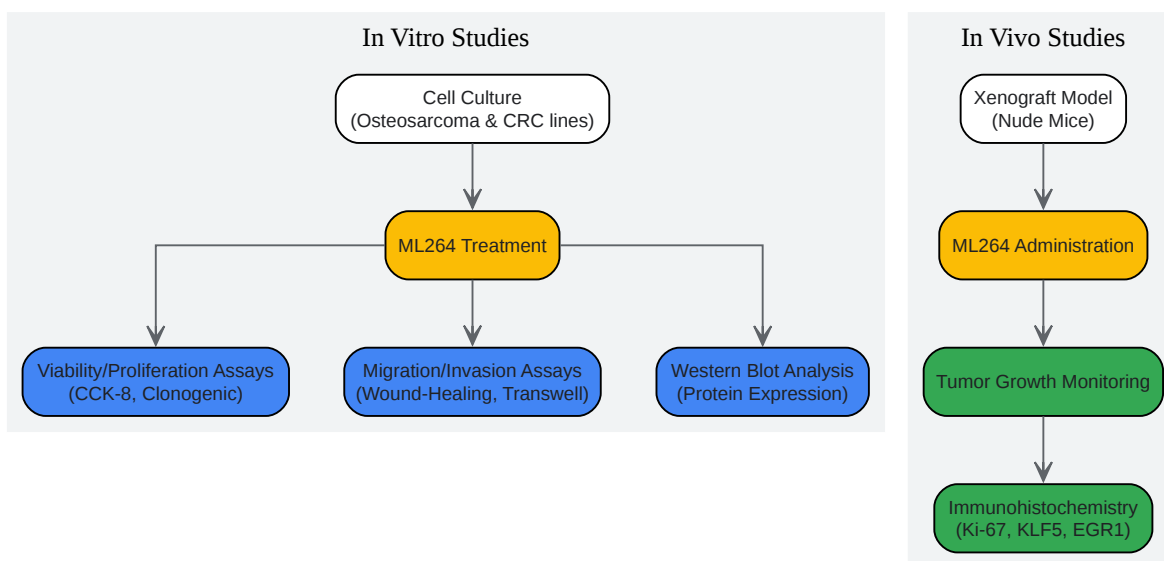 In Vitro Studies
Cell Culture
(Osteosarcoma & CRC lines)
ML264 Treatment
Viability/Proliferation Assays
(CCK-8, Clonogenic)
Migration/Invasion Assays
(Wound-Healing, Transwell)
Western Blot Analysis
(Protein Expression)
In Vivo Studies
Xenograft Model
(Nude Mice)
ML264 Administration
Tumor Growth Monitoring
Immunohistochemistry
(Ki-67, KLF5, EGR1)